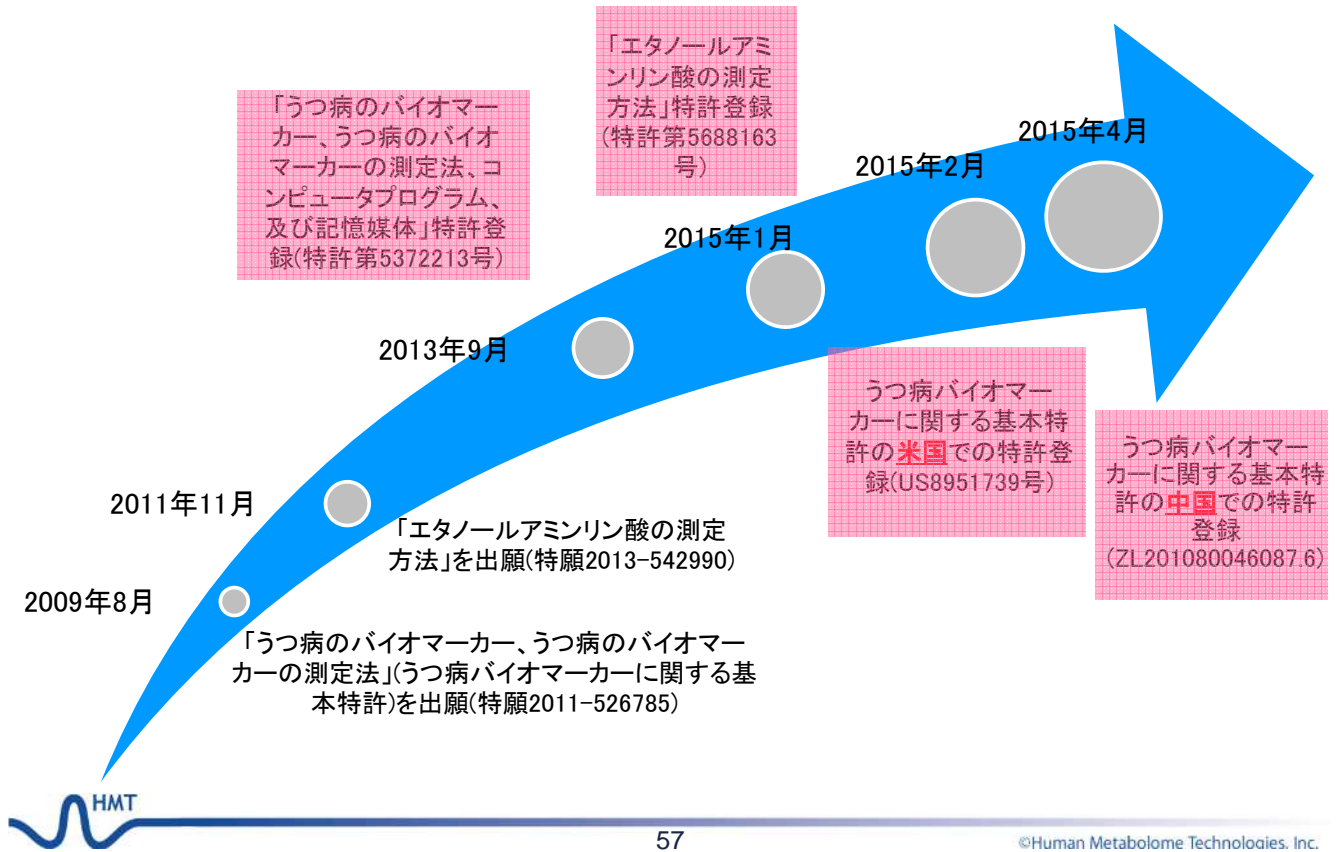 「エタノールアミ
ンリン酸の測定
方法」特許登録
(特許第5688163
号)
「うつ病のバイオマー
カー、うつ病のバイオ
マーカーの測定法、コ
ンピュータプログラム、
及び記憶媒体」特許登
録(特許第5372213号)
2015年4月
2015年2月
2015年1月
2013年9月
うつ病バイオマー
カーに関する基本特
許の米国での特許登
録(US8951739号)
うつ病バイオマー
カーに関する基本特
許の中国での特許
登録
(ZL201080046087.6)
2011年11月
「エタノールアミンリン酸の測定
方法」を出願(特願2013-542990)
2009年8月
「うつ病のバイオマーカー、うつ病のバイオマー
カーの測定法」(うつ病バイオマーカーに関する基
本特許)を出願(特願2011-526785)
HMT
57
©Human Metabolome Technologies, Inc.